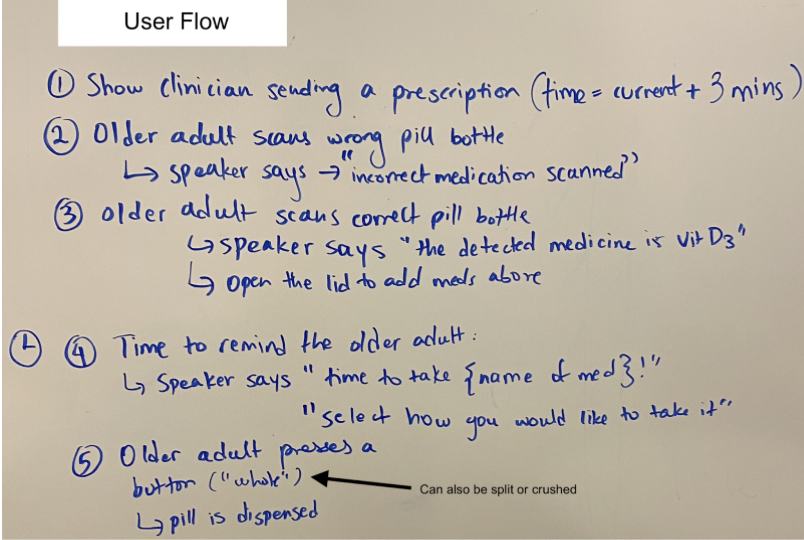 User Flow
① Show clinician sending a prescription (time = current + 3 mins)
② Older adult scans wrong pill bottle
↳ speaker says → "incorrect medication scanned"
③ older adult scans correct pill bottle
↳ speaker says "the detected medicine is Vit D3"
↳ open the lid to add meds above
④ Time to remind the older adult:
↳ Speaker says "time to take {name of med}!"
"select how you would like to take it"
⑤ Older adult presses a
button ("whole")
Can also be split or crushed
↳ pill is dispensed